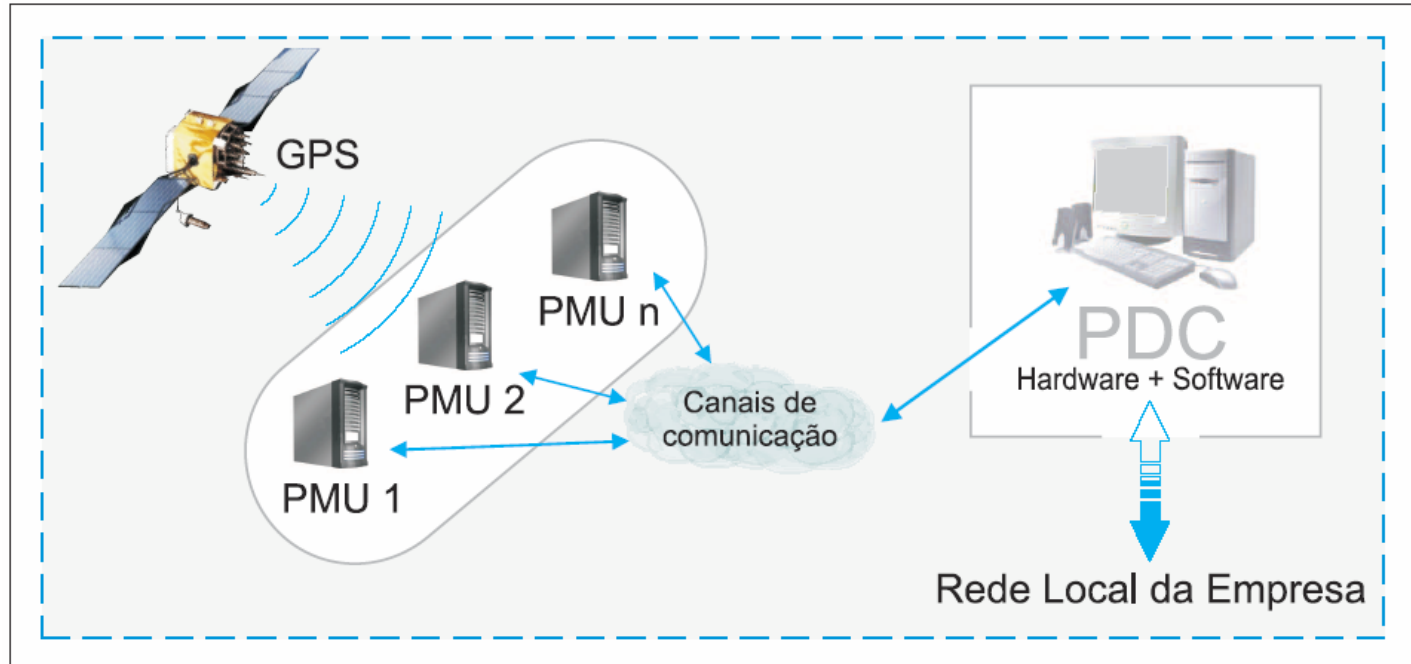 GPS
PMU n
PMU 2
PMU 1
Canais de
comunicação
PDC
Hardware + Software
Rede Local da Empresa